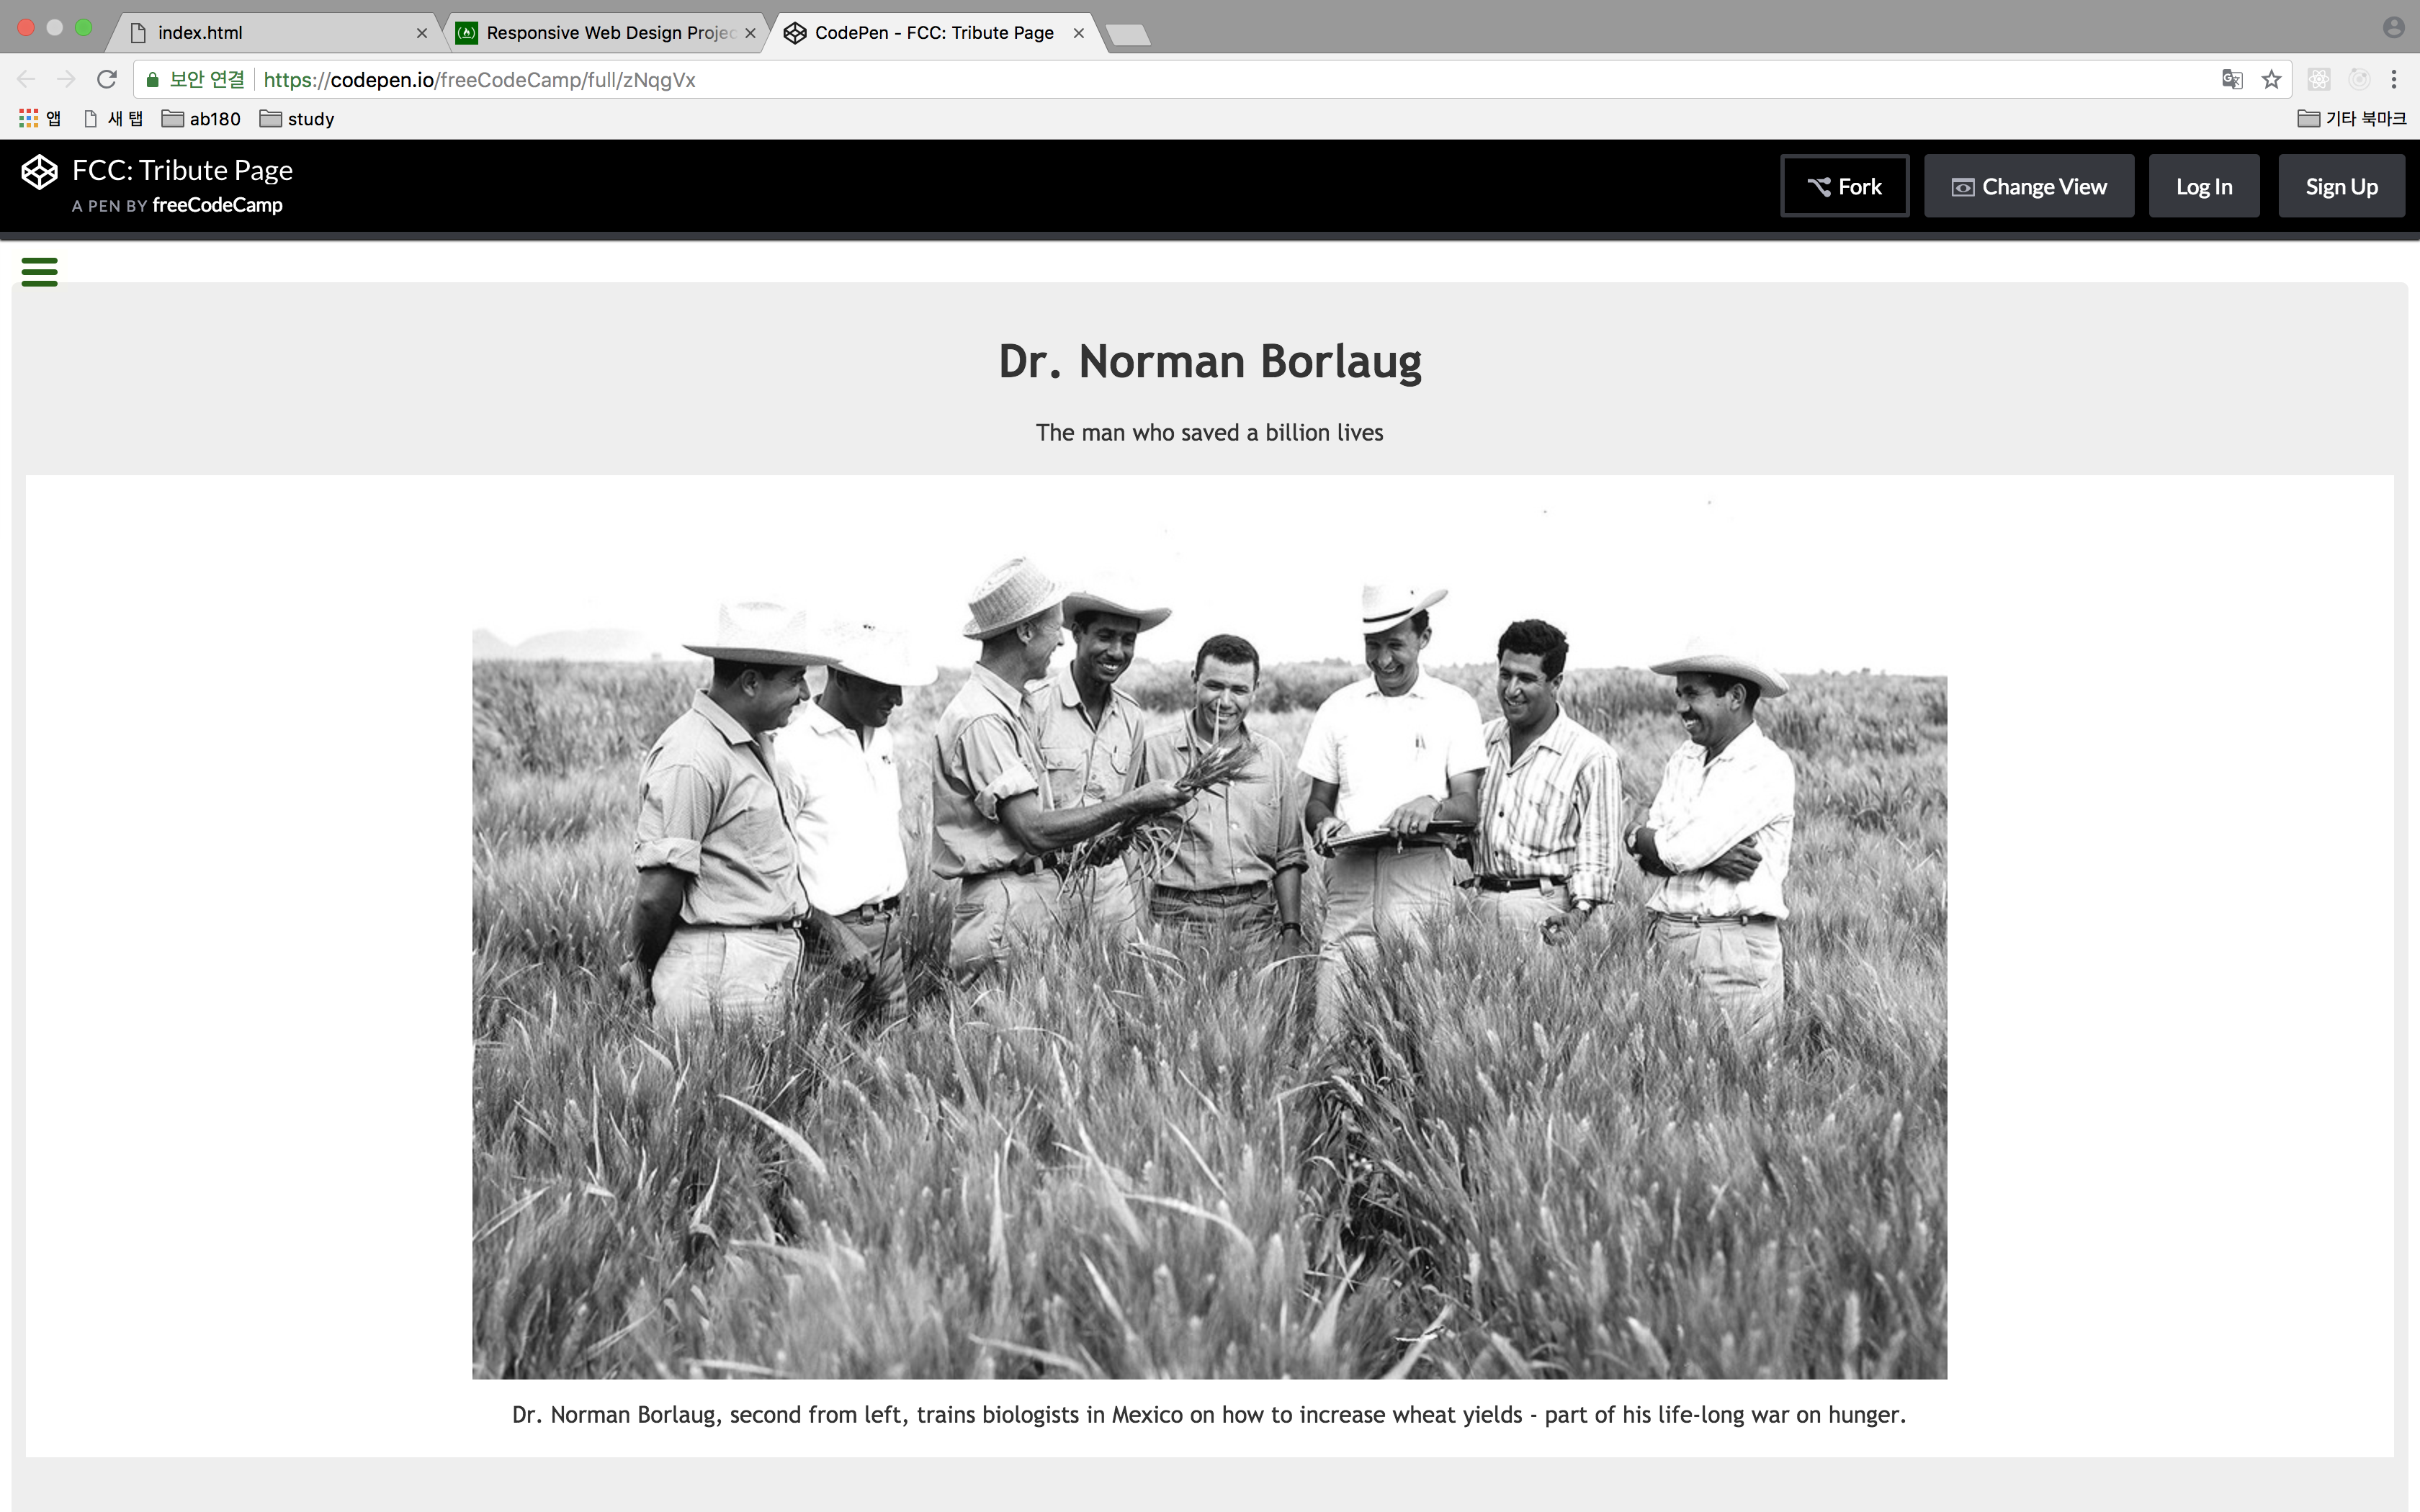 index.html
Responsive Web Design Projec
CodePen - FCC: Tribute Page
보안 연결 https://codepen.io/freeCodeCamp/full/zNqgVx
앱 새 탭 ab180 study 기타 북마크
FCC: Tribute Page
A PEN BY freeCodeCamp
Fork Change View Log In Sign Up
Dr. Norman Borlaug
The man who saved a billion lives
Dr. Norman Borlaug, second from left, trains biologists in Mexico on how to increase wheat yields - part of his life-long war on hunger.